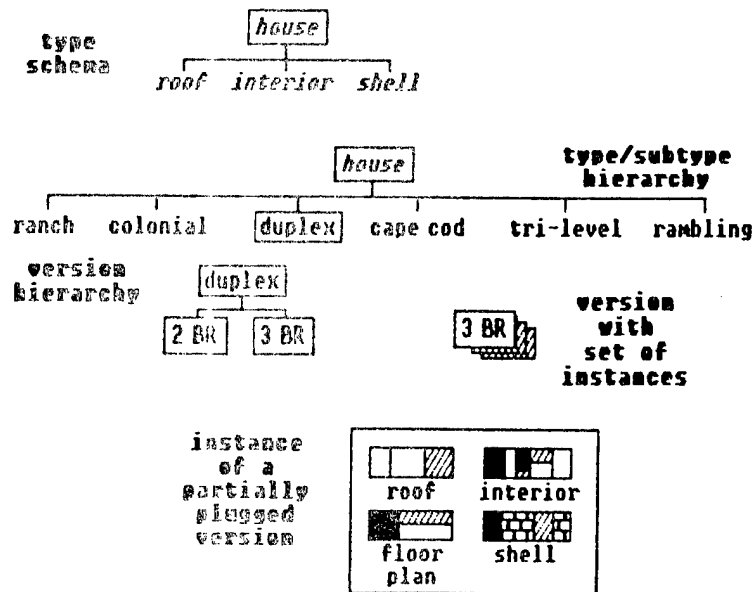 house
type
schema
roof interior shell
house
type/subtype
hierarchy
ranch colonial duplex cape cod tri-level rambling
version
hierarchy
duplex
2 BR 3 BR
3 BR
version
with
set of
instances
instance
of a
partially
plugged
version
roof interior
floor
plan
shell